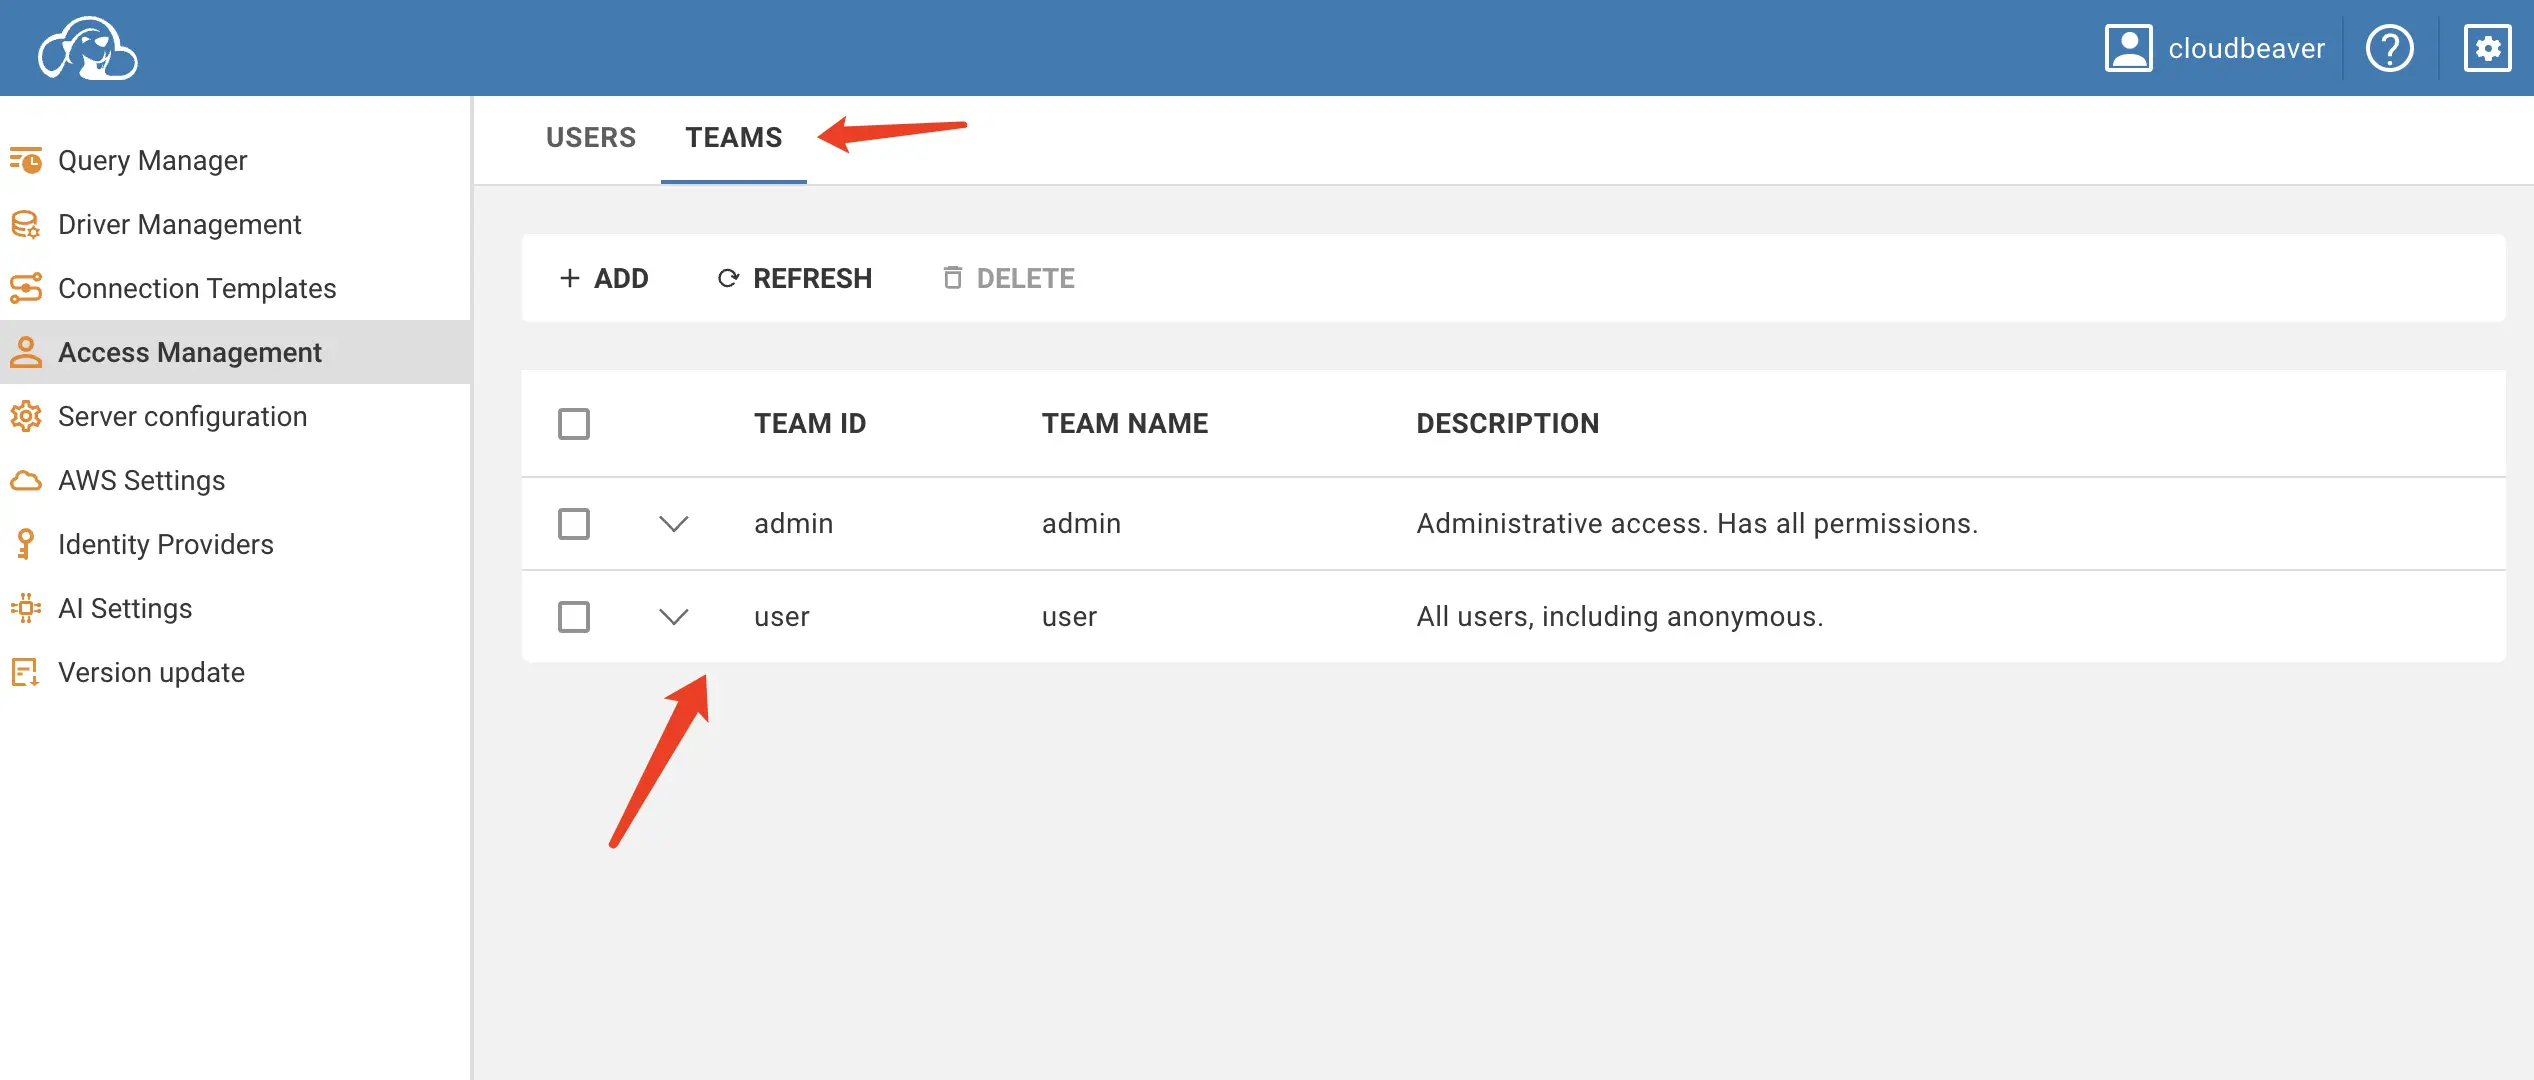 cloudbeaver
Query Manager
Driver Management
Connection Templates
Access Management
Server configuration
AWS Settings
Identity Providers
AI Settings
Version update
USERS TEAMS
+ ADD REFRESH DELETE
TEAM ID TEAM NAME DESCRIPTION
admin admin Administrative access. Has all permissions.
user user All users, including anonymous.